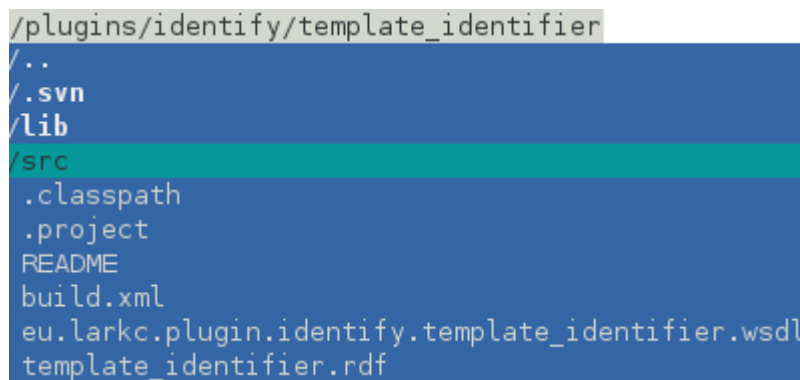 /plugins/identify/template_identifier
/..
/.svn
/lib
/src
.classpath
.project
README
build.xml
eu.larkc.plugin.identify.template_identifier.wsdl
template_identifier.rdf